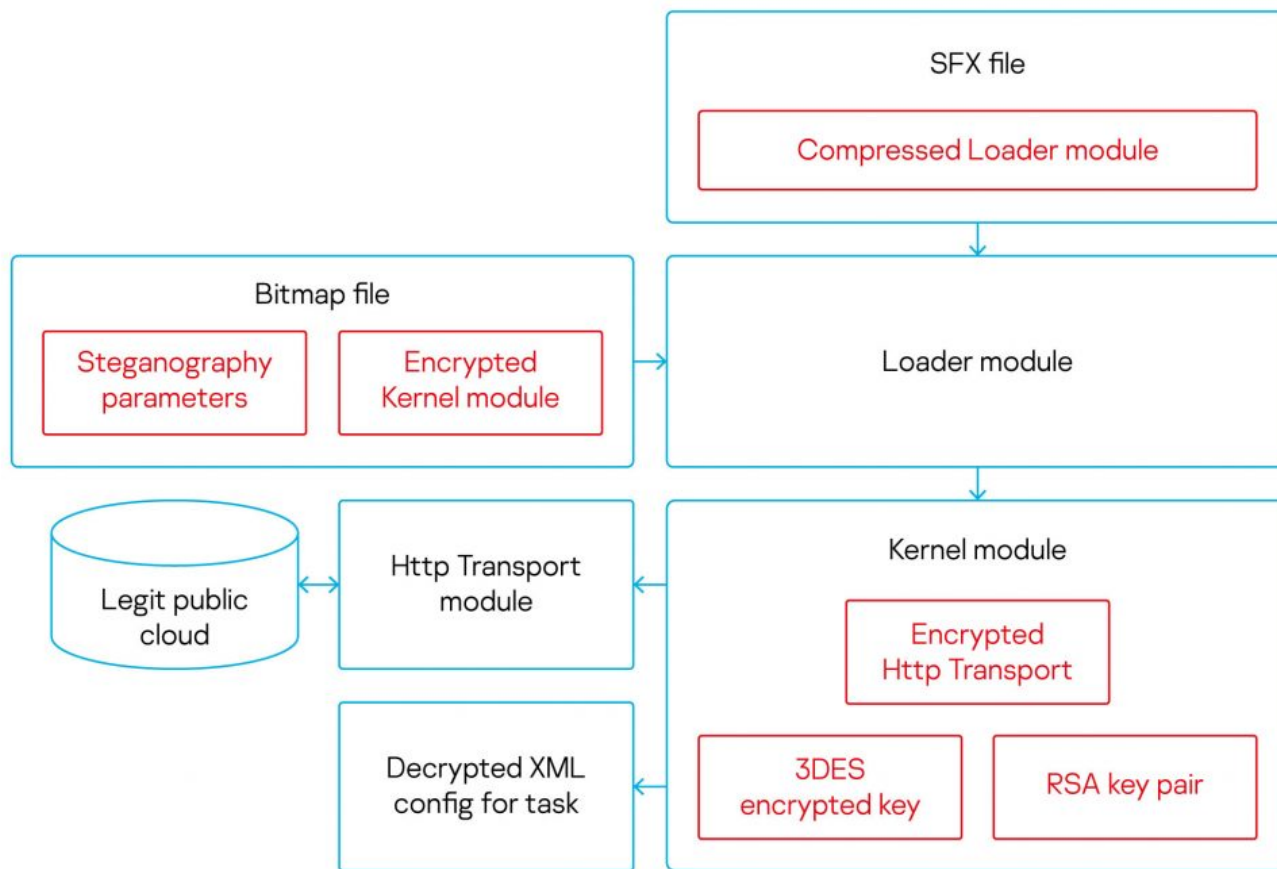 SFX file
Compressed Loader module
Bitmap file
Steganography
parameters
Encrypted
Kernel module
Loader module
Legit public
cloud
Http Transport
module
Kernel module
Encrypted
Http Transport
Decrypted XML
config for task
3DES
encrypted key
RSA key pair